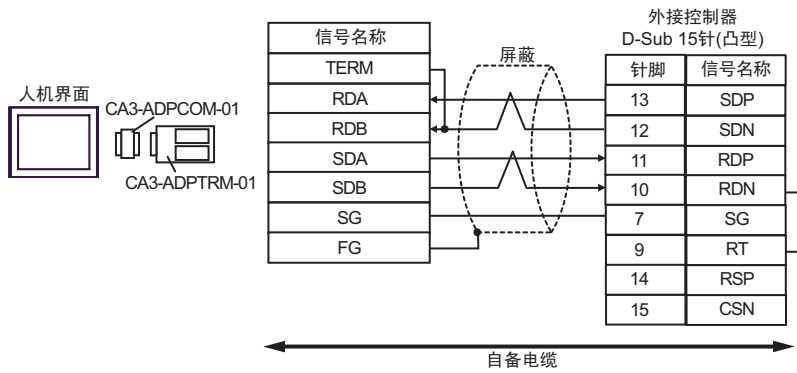 人机界面
CA3-ADPCOM-01
CA3-ADPTRM-01
信号名称
TERM
RDA
RDB
SDA
SDB
SG
FG
屏蔽
外接控制器
D-Sub 15针(凸型)
针脚 信号名称
13 SDP
12 SDN
11 RDP
10 RDN
7 SG
9 RT
14 RSP
15 CSN
自备电缆